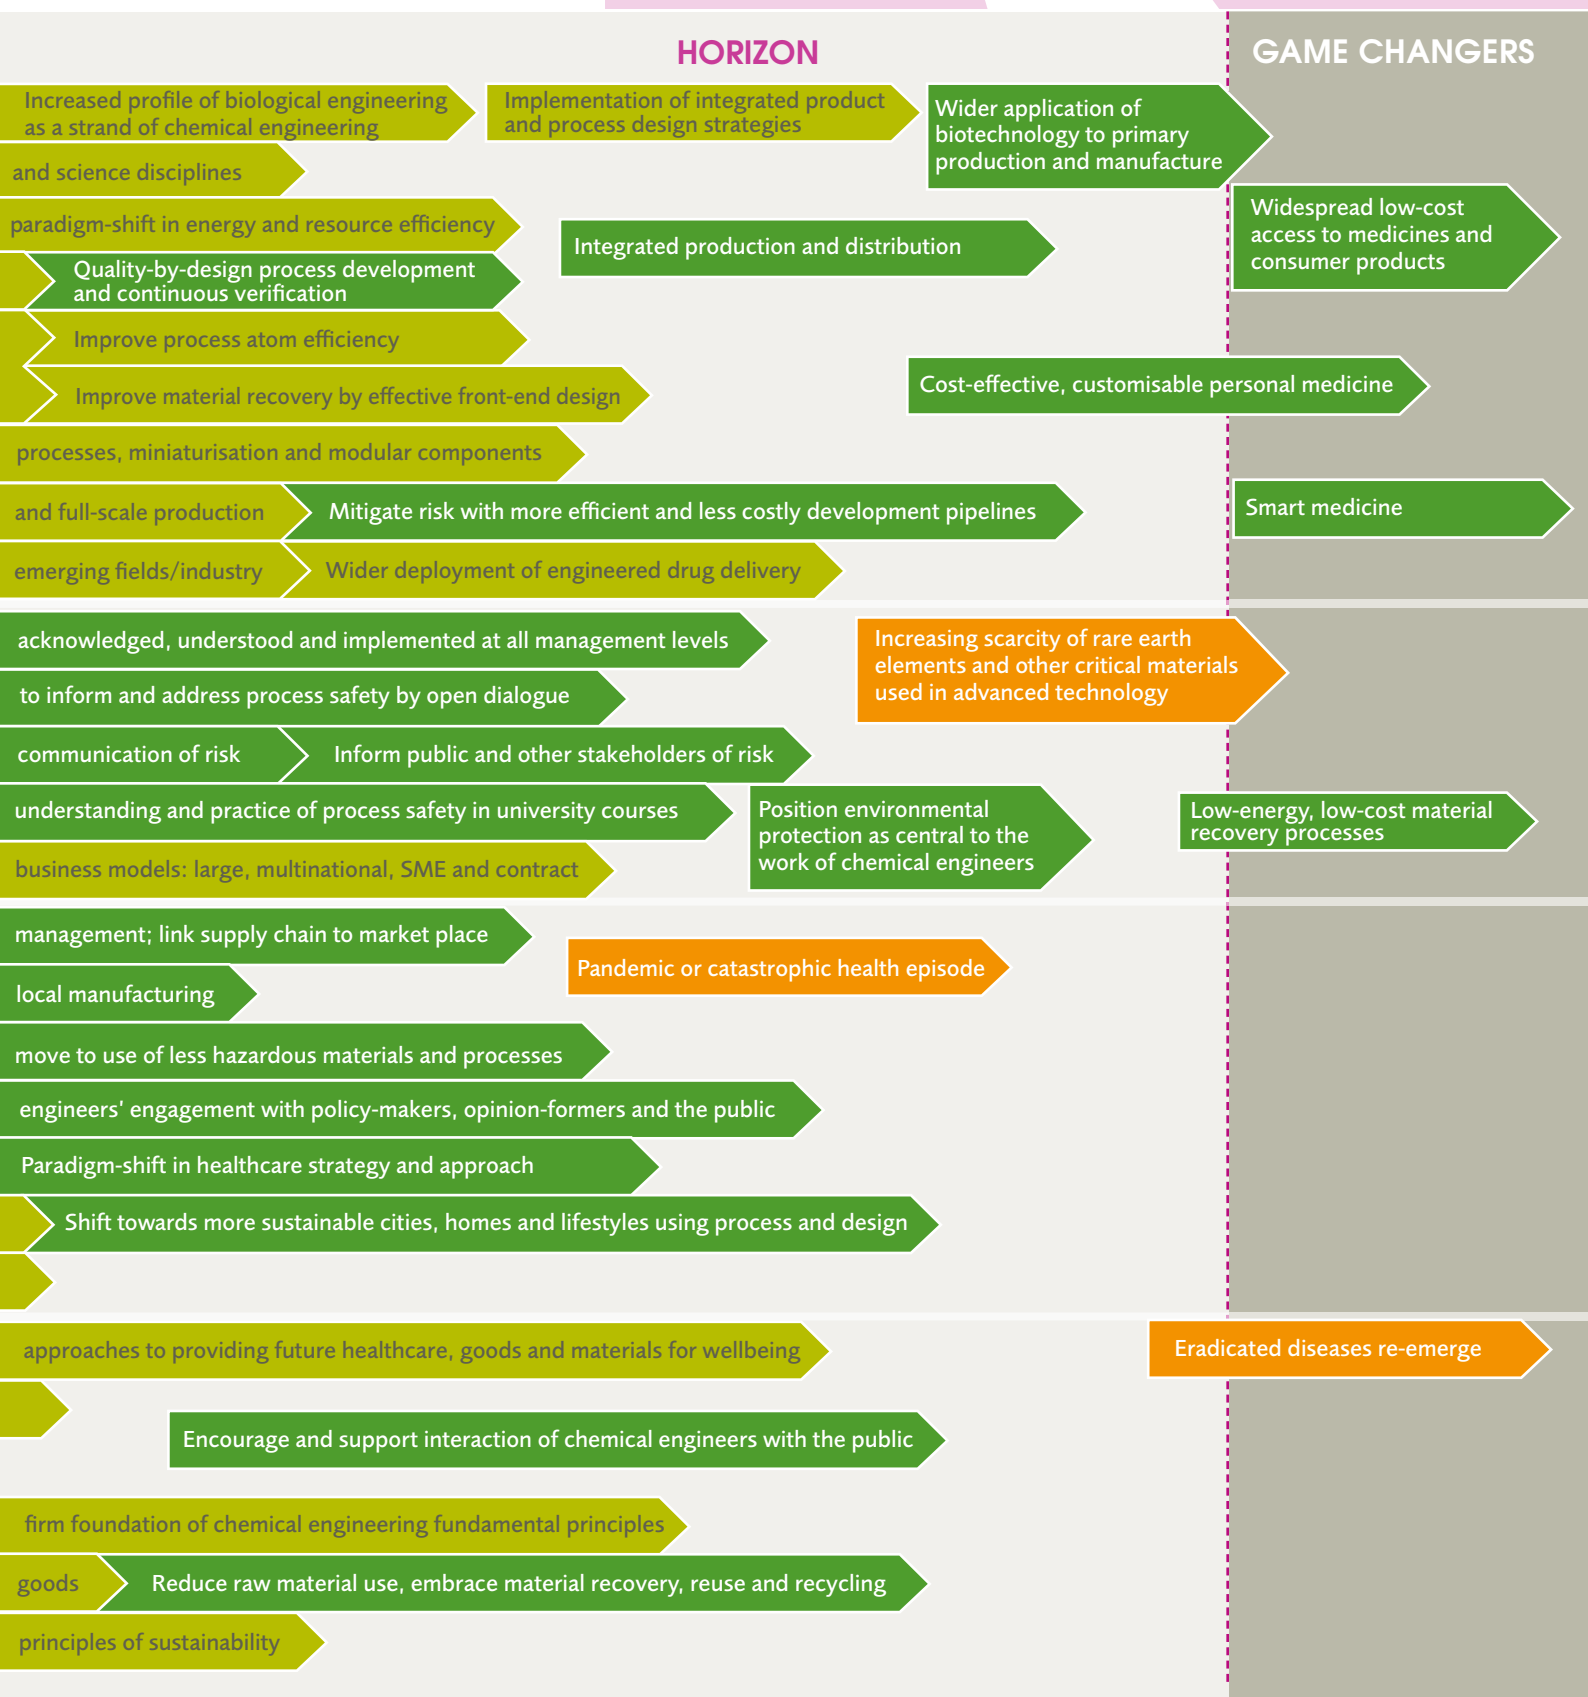 HORIZON
GAME CHANGERS
Increased profile of biological engineering
as a strand of chemical engineering
Implementation of integrated product
and process design strategies
Wider application of
biotechnology to primary
production and manufacture
and science disciplines
paradigm-shift in energy and resource efficiency
Integrated production and distribution
Widespread low-cost
access to medicines and
consumer products
Quality-by-design process development
and continuous verification
Improve process atom efficiency
Improve material recovery by effective front-end design
Cost-effective, customisable personal medicine
processes, miniaturisation and modular components
and full-scale production
Mitigate risk with more efficient and less costly development pipelines
Smart medicine
emerging fields/industry
Wider deployment of engineered drug delivery
acknowledged, understood and implemented at all management levels
Increasing scarcity of rare earth
elements and other critical materials
used in advanced technology
to inform and address process safety by open dialogue
communication of risk
Inform public and other stakeholders of risk
understanding and practice of process safety in university courses
Position environmental
protection as central to the
work of chemical engineers
Low-energy, low-cost material
recovery processes
business models: large, multinational, SME and contract
management; link supply chain to market place
Pandemic or catastrophic health episode
local manufacturing
move to use of less hazardous materials and processes
engineers' engagement with policy-makers, opinion-formers and the public
Paradigm-shift in healthcare strategy and approach
Shift towards more sustainable cities, homes and lifestyles using process and design
approaches to providing future healthcare, goods and materials for wellbeing
Eradicated diseases re-emerge
Encourage and support interaction of chemical engineers with the public
firm foundation of chemical engineering fundamental principles
goods
Reduce raw material use, embrace material recovery, reuse and recycling
principles of sustainability